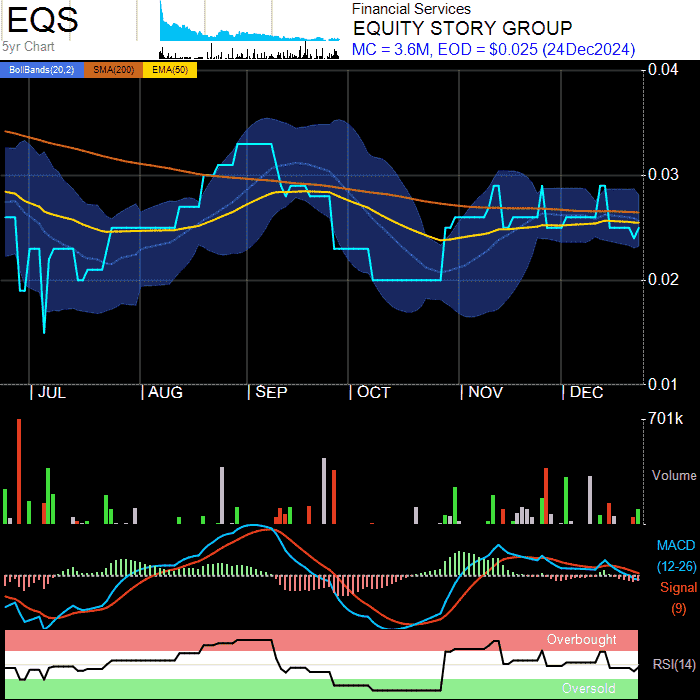 EQS
5yr Chart
Financial Services
EQUITY STORY GROUP
MC = 3.6M, EOD = $0.025 (24Dec2024)
BollBands(20,2) SMA(200) EMA(50)
0.04
0.03
0.02
0.01
JUL AUG SEP OCT NOV DEC
701k
Volume
MACD
(12-26)
Signal
(9)
Overbought
RSI(14)
Oversold